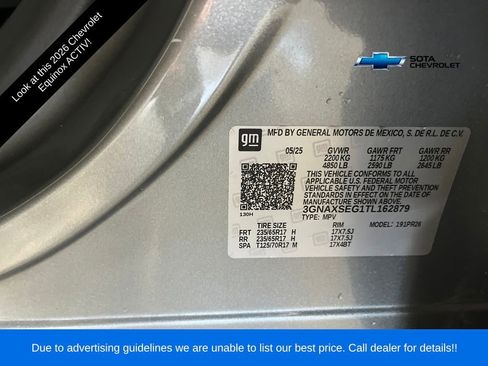 Look at this 2026 Chevrolet
Equinox ACTIV!
SOTA
CHEVROLET
gm
MFD BY GENERAL MOTORS DE MEXICO, S. DE R.L. DE C.V.
05/25 GVWR GAWR FRT GAWR RR
2200 KG 1175 KG 1200 KG
4850 LB 2590 LB 2645 LB
THIS VEHICLE CONFORMS TO ALL
APPLICABLE U.S. FEDERAL MOTOR
VEHICLE SAFETY AND THEFT PREVENTION
STANDARDS IN EFFECT ON THE DATE OF
MANUFACTURE SHOWN ABOVE.
3GNAXSEG1TL162879
130H
TYPE: MPV MODEL: 1PR26
TIRE SIZE RIM
FRT 235/65R17 H 17X7.5J
RR 235/65R17 H 17X7.5J
SPA T125/70R17 M 17X4BT
Due to advertising guidelines we are unable to list our best price. Call dealer for details!!